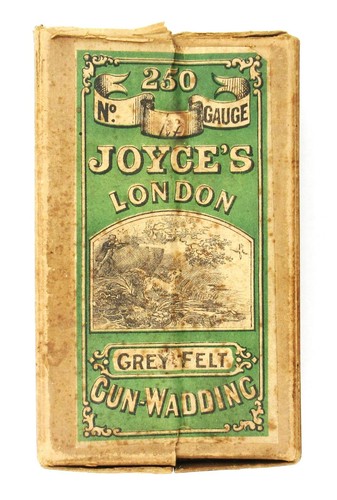 250
No. GAUGE
JOYCE'S
LONDON
GREY FELT
GUN-WADDING